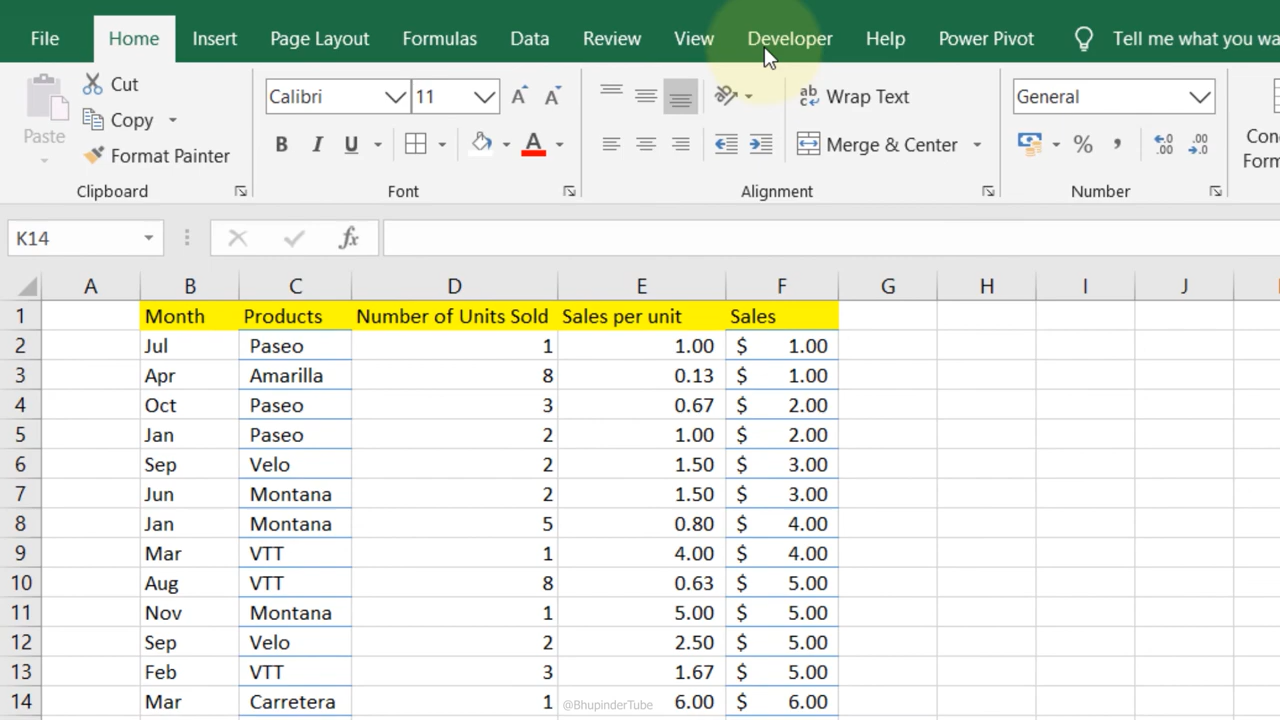 File Home Insert Page Layout Formulas Data Review View Developer Help Power Pivot Tell me what you wa
Paste Cut Copy Format Painter
Calibri 11
B I U A
ab Wrap Text
Merge & Center
General
% , .00 .00
Con
Form
Clipboard Font Alignment Number
K14 fx
A B C D E F G H I J
1 Month Products Number of Units Sold Sales per unit Sales
2 Jul Paseo 1 1.00 $ 1.00
3 Apr Amarilla 8 0.13 $ 1.00
4 Oct Paseo 3 0.67 $ 2.00
5 Jan Paseo 2 1.00 $ 2.00
6 Sep Velo 2 1.50 $ 3.00
7 Jun Montana 2 1.50 $ 3.00
8 Jan Montana 5 0.80 $ 4.00
9 Mar VTT 1 4.00 $ 4.00
10 Aug VTT 8 0.63 $ 5.00
11 Nov Montana 1 5.00 $ 5.00
12 Sep Velo 2 2.50 $ 5.00
13 Feb VTT 3 1.67 $ 5.00
14 Mar Carretera 1 6.00 $ 6.00
@BhupinderTube